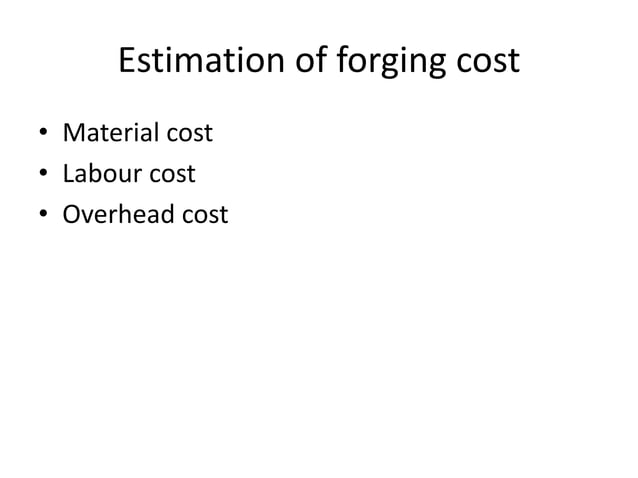 Estimation of forging cost
• Material cost
• Labour cost
• Overhead cost